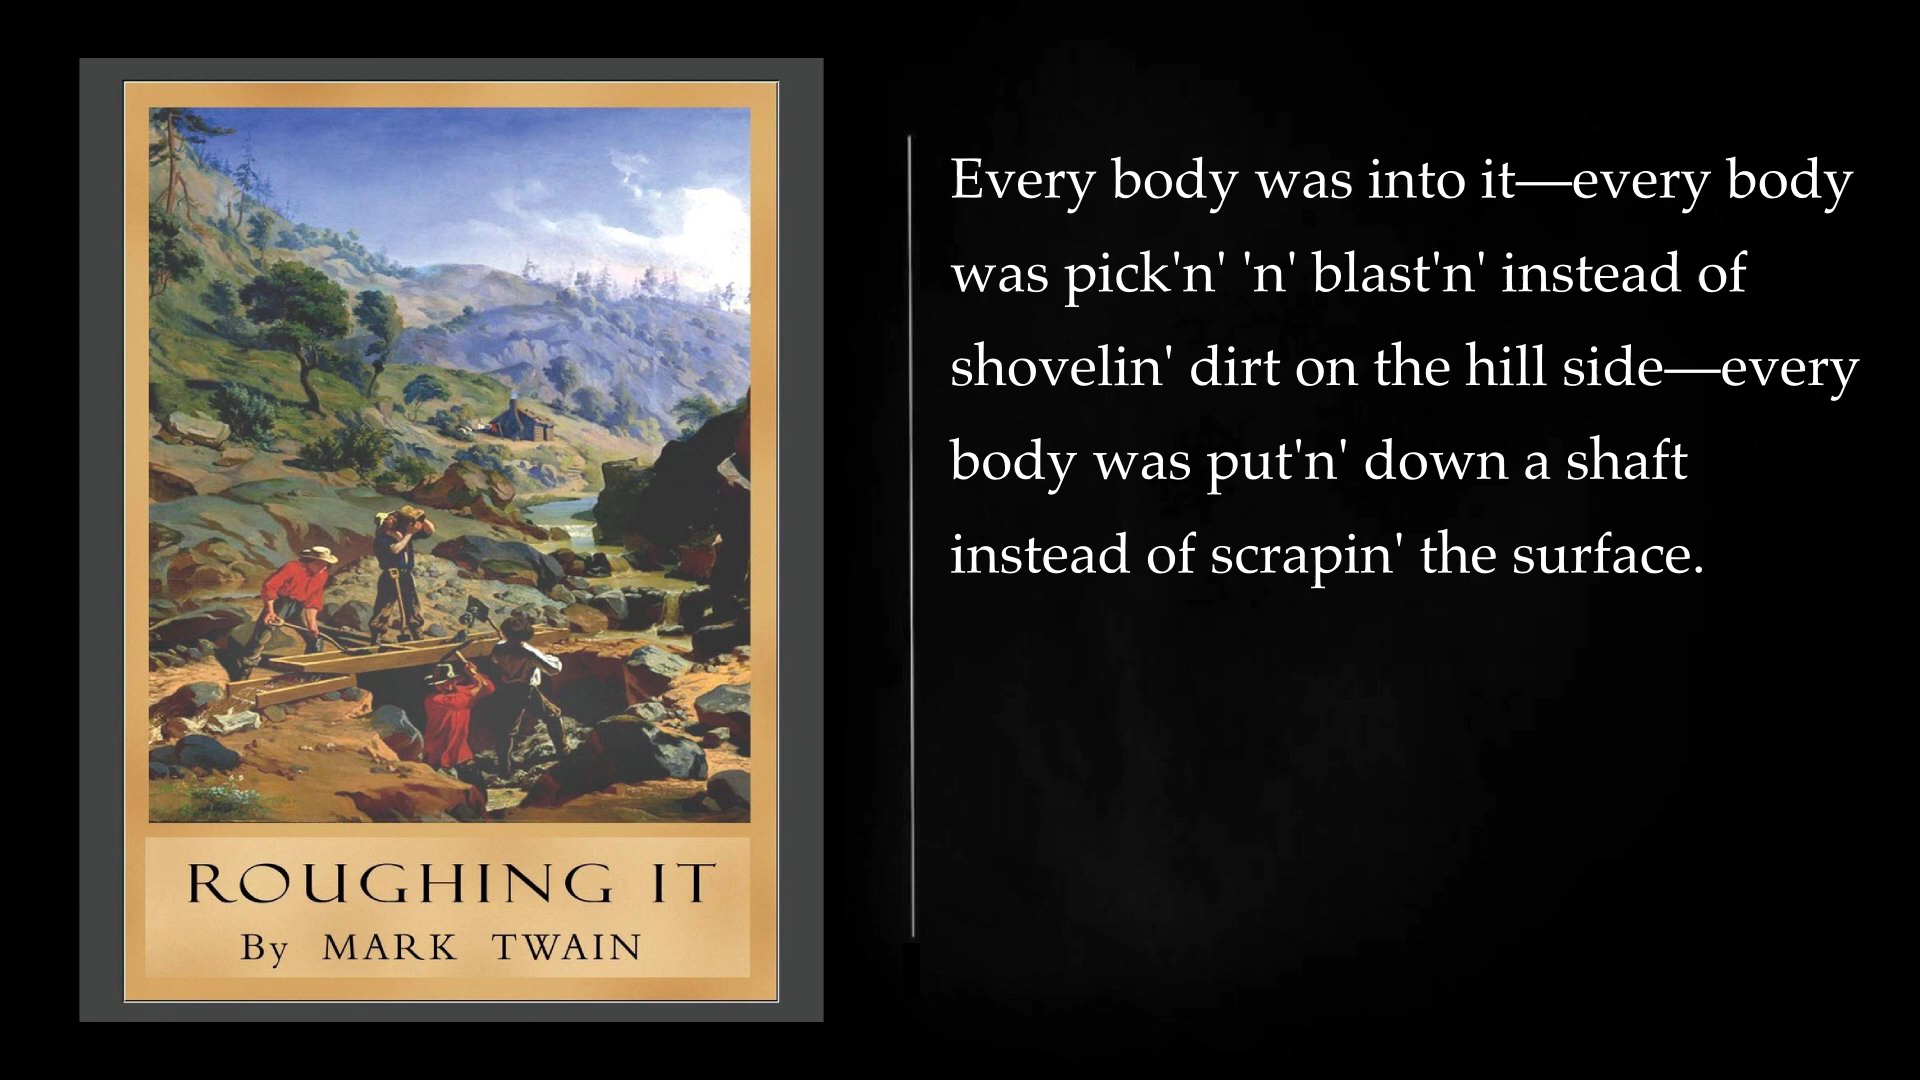 ROUGHING IT
By MARK TWAIN
Every body was into it—every body
was pick'n' 'n' blast'n' instead of
shovelin' dirt on the hill side—every
body was put'n' down a shaft
instead of scrapin' the surface.